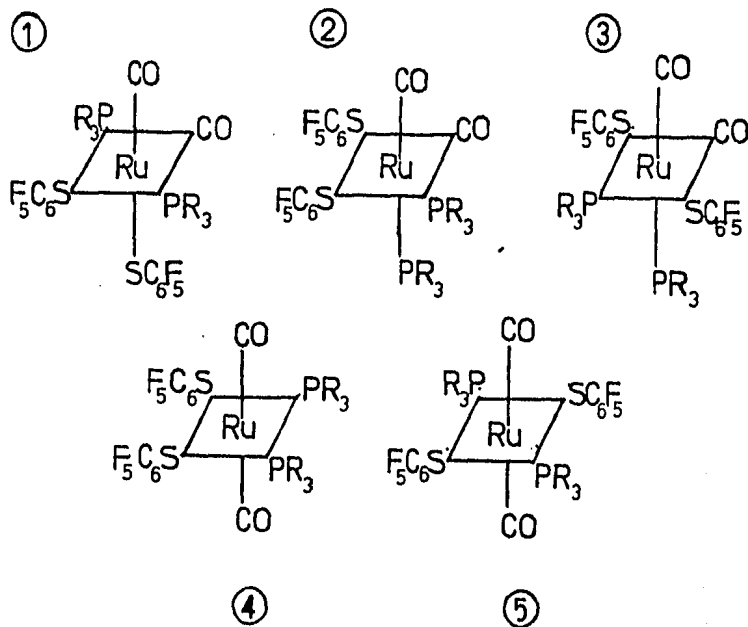 ① ② ③
CO CO CO
R₃P CO F₅C₆S CO F₅C₆S CO
Ru Ru Ru
F₅C₆S PR₃ F₅C₆S PR₃ R₃P SC₆F₅
SC₆F₅ PR₃ PR₃
CO CO
F₅C₆S PR₃ R₃P SC₆F₅
Ru Ru
F₅C₆S PR₃ F₅C₆S PR₃
CO CO
④ ⑤